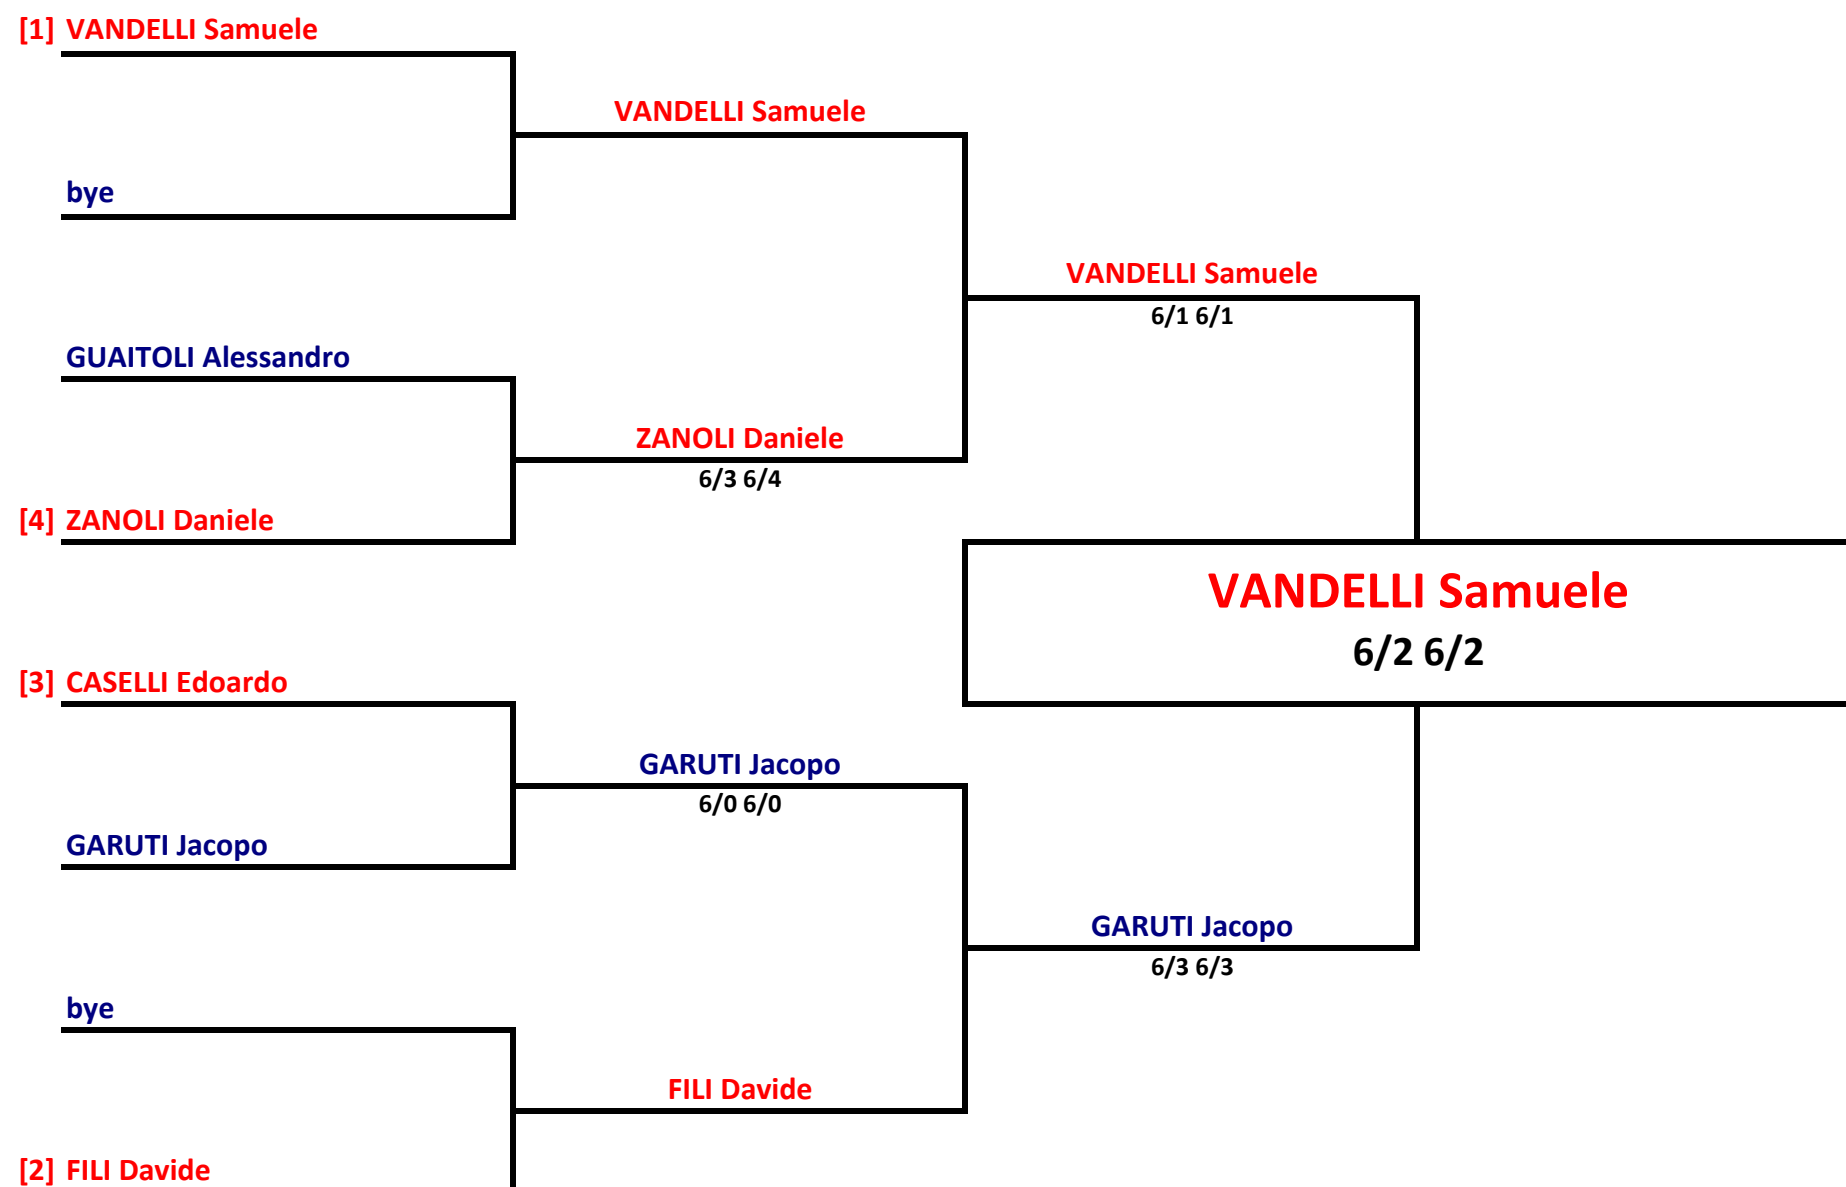 [1] VANDELLI Samuele
VANDELLI Samuele
bye
VANDELLI Samuele
6/1 6/1
GUAITOLI Alessandro
ZANOLI Daniele
6/3 6/4
[4] ZANOLI Daniele
VANDELLI Samuele
6/2 6/2
[3] CASELLI Edoardo
GARUTI Jacopo
6/0 6/0
GARUTI Jacopo
GARUTI Jacopo
6/3 6/3
bye
FILI Davide
[2] FILI Davide